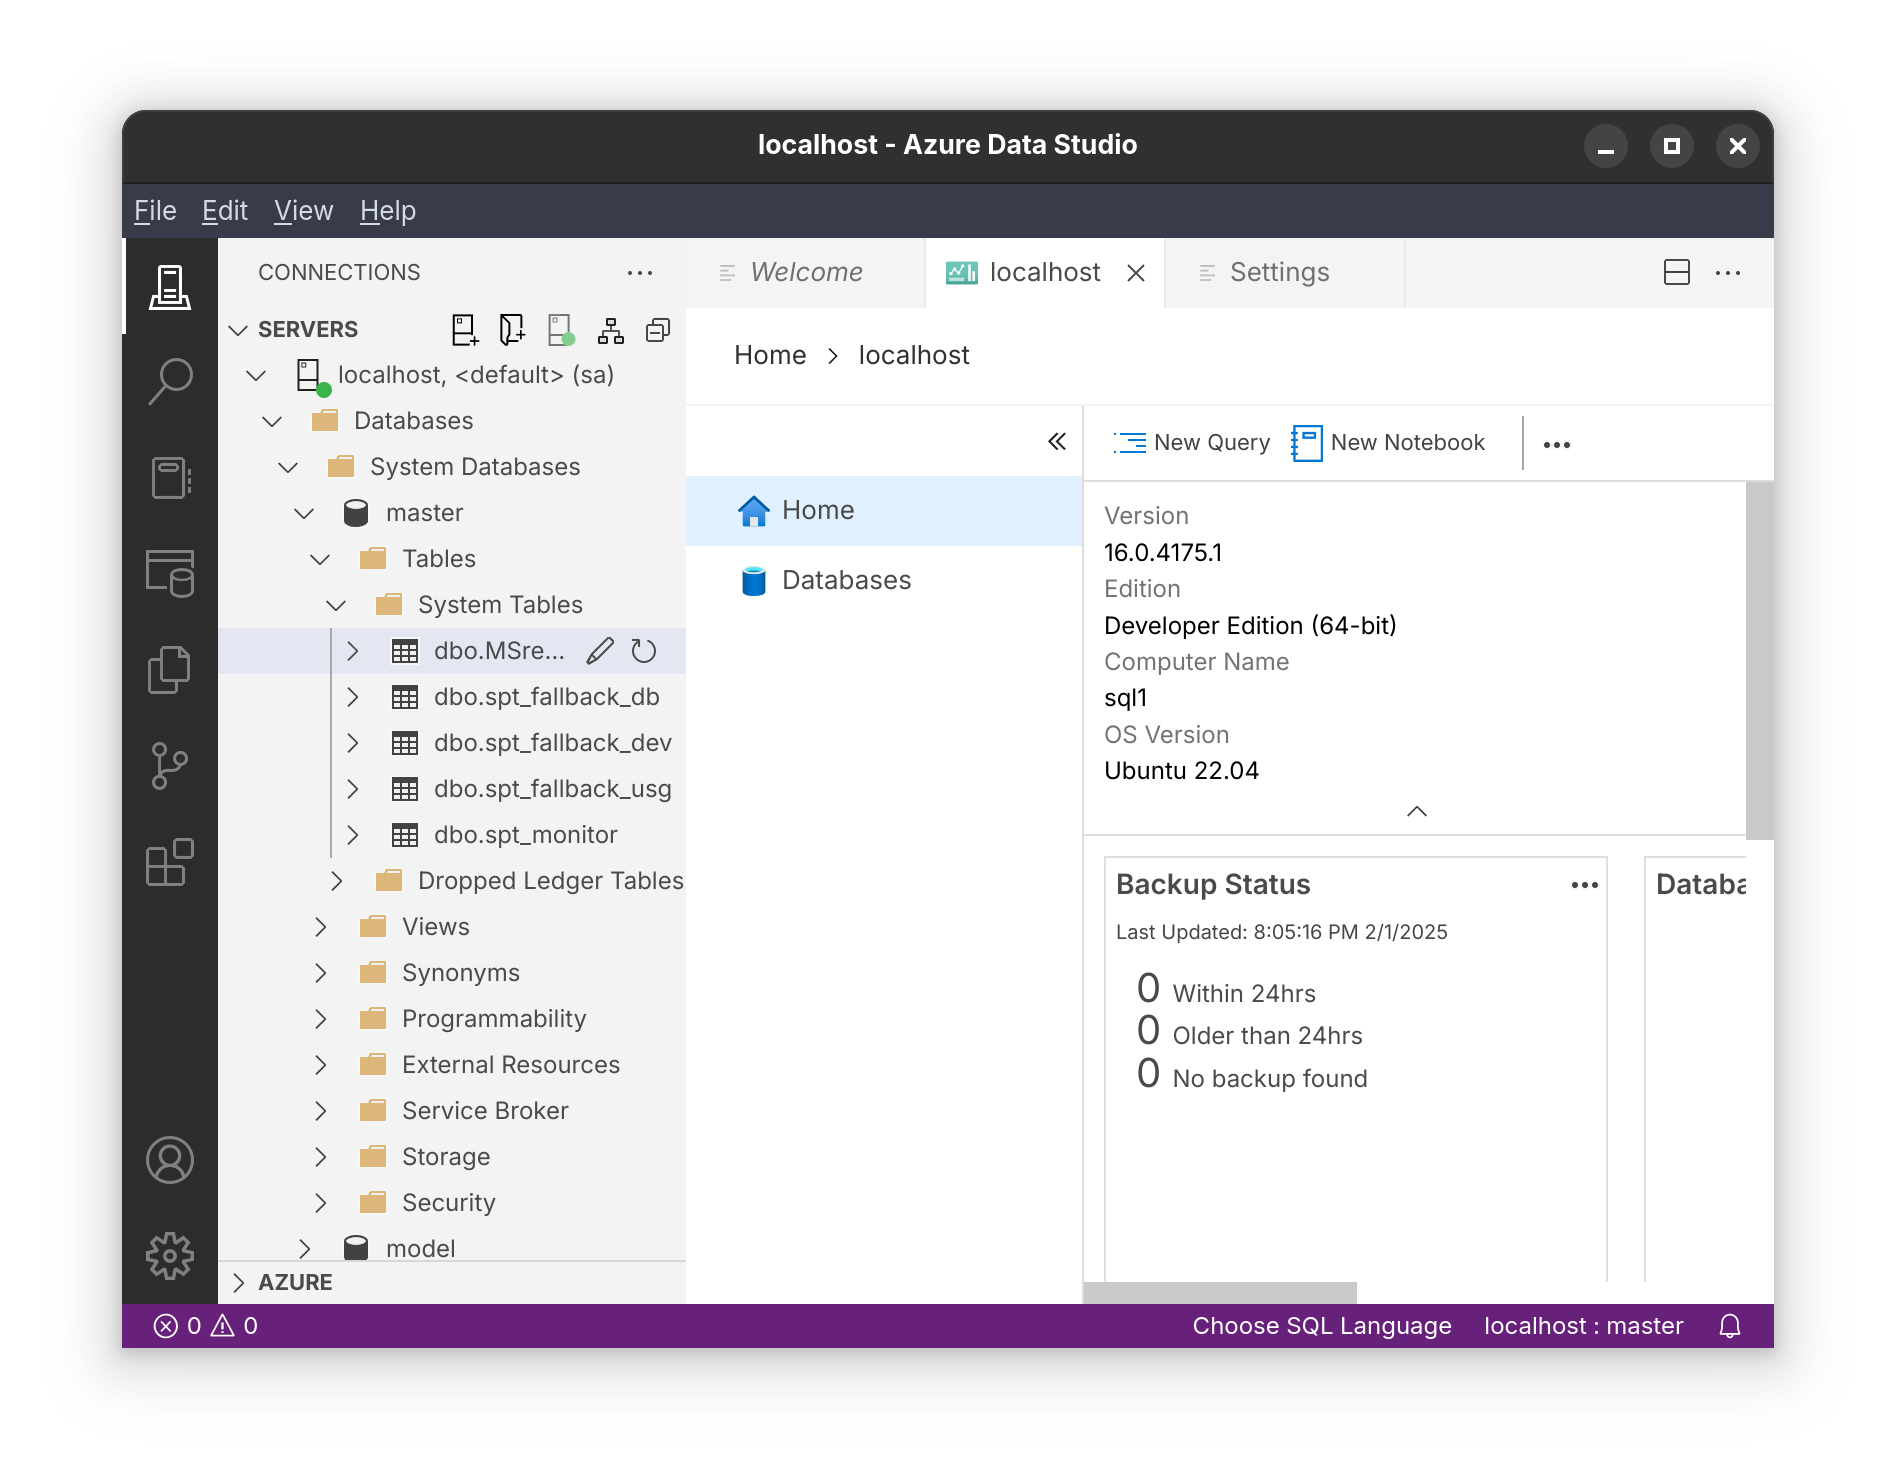 localhost - Azure Data Studio
File Edit View Help
CONNECTIONS
SERVERS
localhost, <default> (sa)
Databases
System Databases
master
Tables
System Tables
dbo.MSre...
dbo.spt_fallback_db
dbo.spt_fallback_dev
dbo.spt_fallback_usg
dbo.spt_monitor
Dropped Ledger Tables
Views
Synonyms
Programmability
External Resources
Service Broker
Storage
Security
model
AZURE
Welcome
localhost
Settings
Home > localhost
Home
Databases
New Query
New Notebook
Version
16.0.4175.1
Edition
Developer Edition (64-bit)
Computer Name
sql1
OS Version
Ubuntu 22.04
Backup Status
Last Updated: 8:05:16 PM 2/1/2025
0 Within 24hrs
0 Older than 24hrs
0 No backup found
Databa
0 0
Choose SQL Language
localhost : master